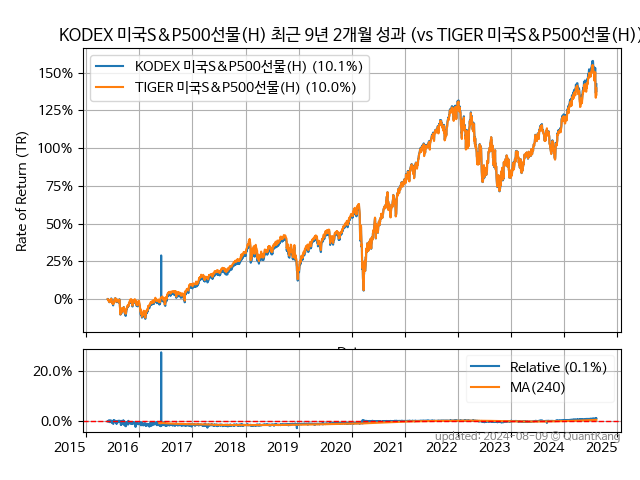 KODEX 미국S&P500선물(H) 최근 9년 2개월 성과 (vs TIGER 미국S&P500선물(H))
KODEX 미국S&P500선물(H) (10.1%)
TIGER 미국S&P500선물(H) (10.0%)
Rate of Return (TR)
150%
125%
100%
75%
50%
25%
0%
Relative (0.1%)
MA(240)
20.0%
0.0%
updated: 2024-08-09 © QuantKang
2015 2016 2017 2018 2019 2020 2021 2022 2023 2024 2025